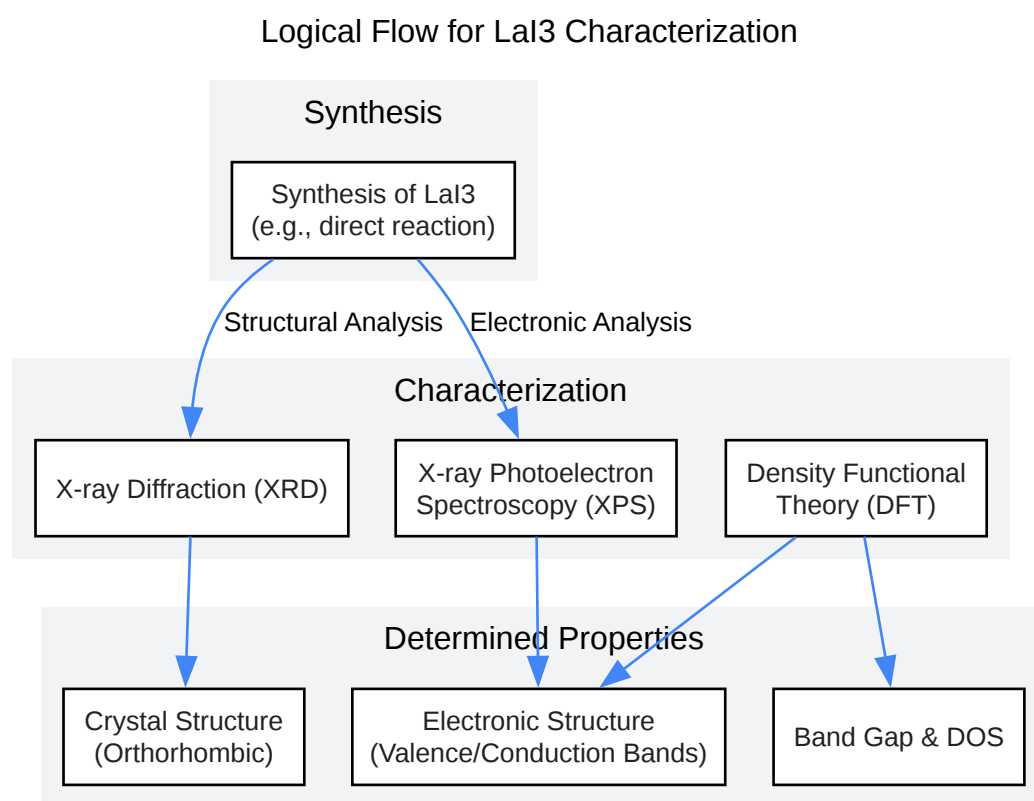 Logical Flow for LaI3 Characterization
Synthesis
Synthesis of LaI3
(e.g., direct reaction)
Structural Analysis
Electronic Analysis
Characterization
X-ray Diffraction (XRD)
X-ray Photoelectron
Spectroscopy (XPS)
Density Functional
Theory (DFT)
Determined Properties
Crystal Structure
(Orthorhombic)
Electronic Structure
(Valence/Conduction Bands)
Band Gap & DOS